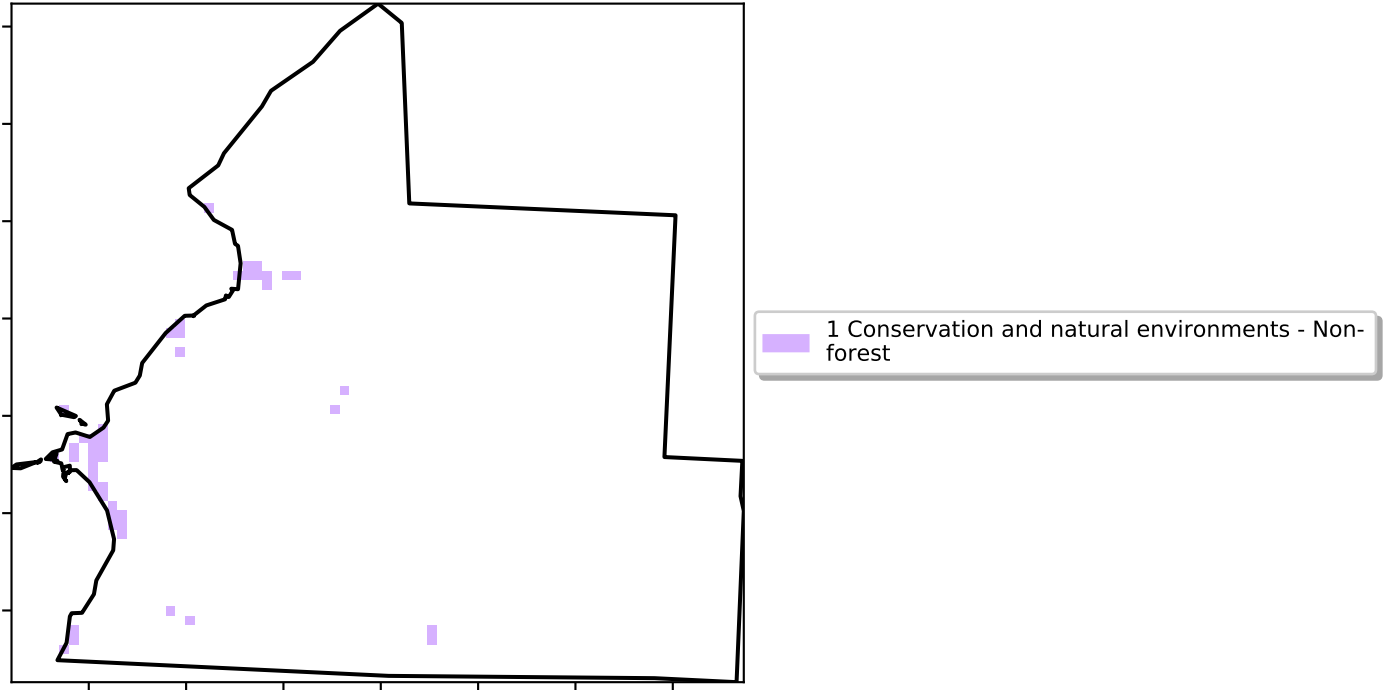 1 Conservation and natural environments - Non-
forest